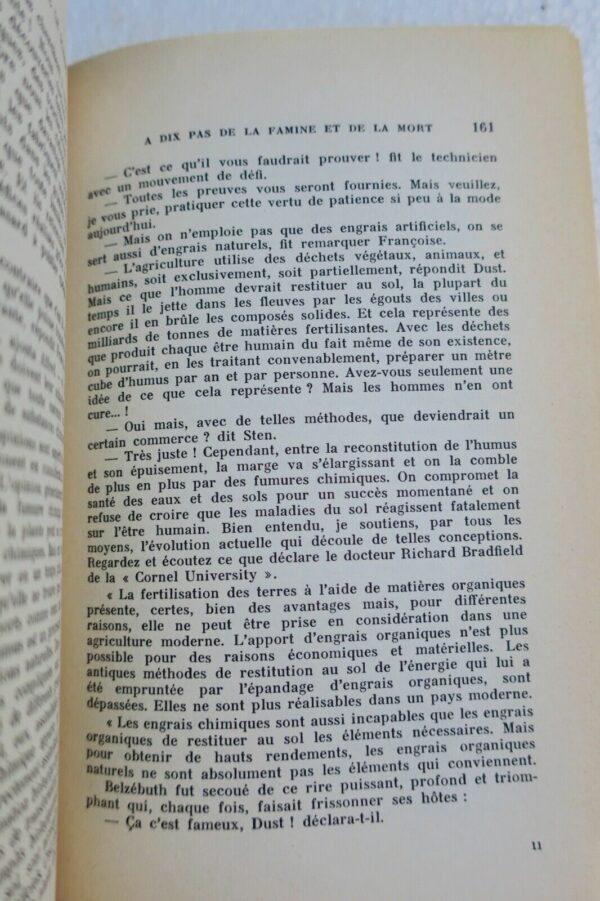 A DIX PAS DE LA FAMINE ET DE LA MORT 161
— C'est ce qu'il vous faudrait prouver ! fit le technicien
avec un mouvement de défi.
— Toutes les preuves vous seront fournies. Mais veuillez,
je vous prie, pratiquer cette vertu de patience si peu à la mode
aujourd'hui.
— Mais on n'emploie pas que des engrais artificiels, on se
sert aussi d'engrais naturels, fit remarquer Françoise.
— L'agriculture utilise des déchets végétaux, animaux, et
humains, soit exclusivement, soit partiellement, répondit Dust.
Mais ce que l'homme devrait restituer au sol, la plupart du
temps il le jette dans les fleuves par les égouts des villes ou
encore il en brûle les composés solides. Et cela représente des
milliards de tonnes de matières fertilisantes. Avec les déchets
que produit chaque être humain du fait même de son existence,
on pourrait, en les traitant convenablement, préparer un mètre
cube d'humus par an et par personne. Avez-vous seulement une
idée de ce que cela représente ? Mais les hommes n'en ont
cure... !
— Oui mais, avec de telles méthodes, que deviendrait un
certain commerce ? dit Sten.
— Très juste ! Cependant, entre la reconstitution de l'humus
et son épuisement, la marge va s'élargissant et on la comble
de plus en plus par des fumures chimiques. On compromet la
santé des eaux et des sols pour un succès momentané et on
refuse de croire que les maladies du sol réagissent fatalement
sur l'être humain. Bien entendu, je soutiens, par tous les
moyens, l'évolution actuelle qui découle de telles conceptions.
Regardez et écoutez ce que déclare le docteur Richard Bradfield
de la « Cornel University ».
« La fertilisation des terres à l'aide de matières organiques
présente, certes, bien des avantages mais, pour différentes
raisons, elle ne peut être prise en considération dans une
agriculture moderne. L'apport d'engrais organiques n'est plus
possible pour des raisons économiques et matérielles. Les
antiques méthodes de restitution au sol de l'énergie qui lui a
été empruntée par l'épandage d'engrais organiques, sont
dépassées. Elles ne sont plus réalisables dans un pays moderne.
« Les engrais chimiques sont aussi incapables que les engrais
organiques de restituer au sol les éléments nécessaires. Mais
pour obtenir de hauts rendements, les engrais organiques
naturels ne sont absolument pas les éléments qui conviennent.
Belzébuth fut secoué de ce rire puissant, profond et triom-
phant qui, chaque fois, faisait frissonner ses hôtes :
— Ça c'est fameux, Dust ! déclara-t-il.
11